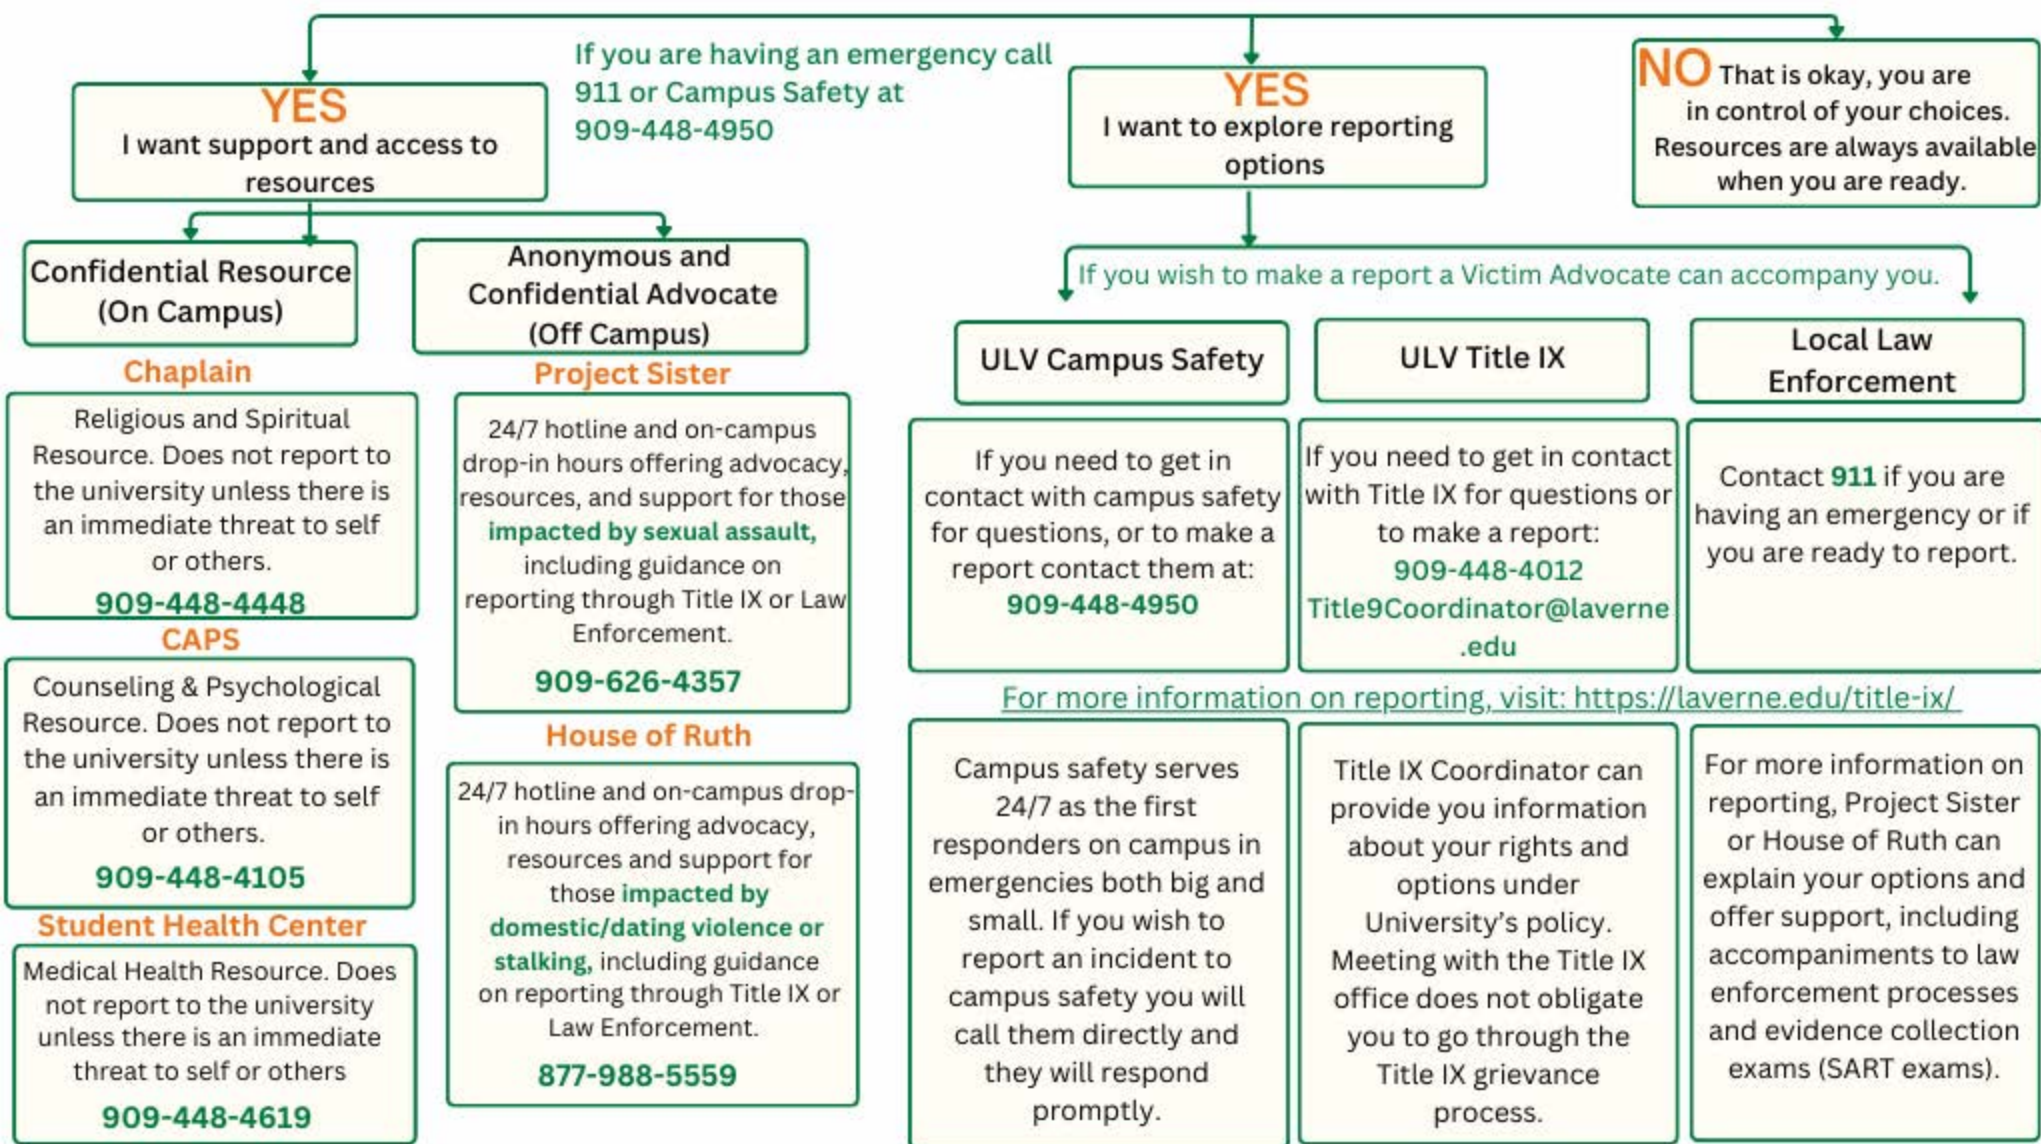 If you are having an emergency call
911 or Campus Safety at
909-448-4950
YES
I want support and access to
resources
YES
I want to explore reporting
options
NO That is okay, you are
in control of your choices.
Resources are always available
when you are ready.
Confidential Resource
(On Campus)
Chaplain
Religious and Spiritual
Resource. Does not report to
the university unless there is
an immediate threat to self
or others.
909-448-4448
CAPS
Counseling & Psychological
Resource. Does not report to
the university unless there is
an immediate threat to self
or others.
909-448-4105
Student Health Center
Medical Health Resource. Does
not report to the university
unless there is an immediate
threat to self or others
909-448-4619
Anonymous and
Confidential Advocate
(Off Campus)
Project Sister
24/7 hotline and on-campus
drop-in hours offering advocacy,
resources, and support for those
impacted by sexual assault,
including guidance on
reporting through Title IX or Law
Enforcement.
909-626-4357
House of Ruth
24/7 hotline and on-campus drop-
in hours offering advocacy,
resources and support for
those impacted by
domestic/dating violence or
stalking, including guidance
on reporting through Title IX or
Law Enforcement.
877-988-5559
If you wish to make a report a Victim Advocate can accompany you.
ULV Campus Safety
If you need to get in
contact with campus safety
for questions, or to make a
report contact them at:
909-448-4950
ULV Title IX
If you need to get in contact
with Title IX for questions or
to make a report:
909-448-4012
Title9Coordinator@laverne
.edu
Local Law
Enforcement
Contact 911 if you are
having an emergency or if
you are ready to report.
For more information on reporting, visit: https://laverne.edu/title-ix/
Campus safety serves
24/7 as the first
responders on campus in
emergencies both big and
small. If you wish to
report an incident to
campus safety you will
call them directly and
they will respond
promptly.
Title IX Coordinator can
provide you information
about your rights and
options under
University's policy.
Meeting with the Title IX
office does not obligate
you to go through the
Title IX grievance
process.
For more information on
reporting, Project Sister
or House of Ruth can
explain your options and
offer support, including
accompaniments to law
enforcement processes
and evidence collection
exams (SART exams).